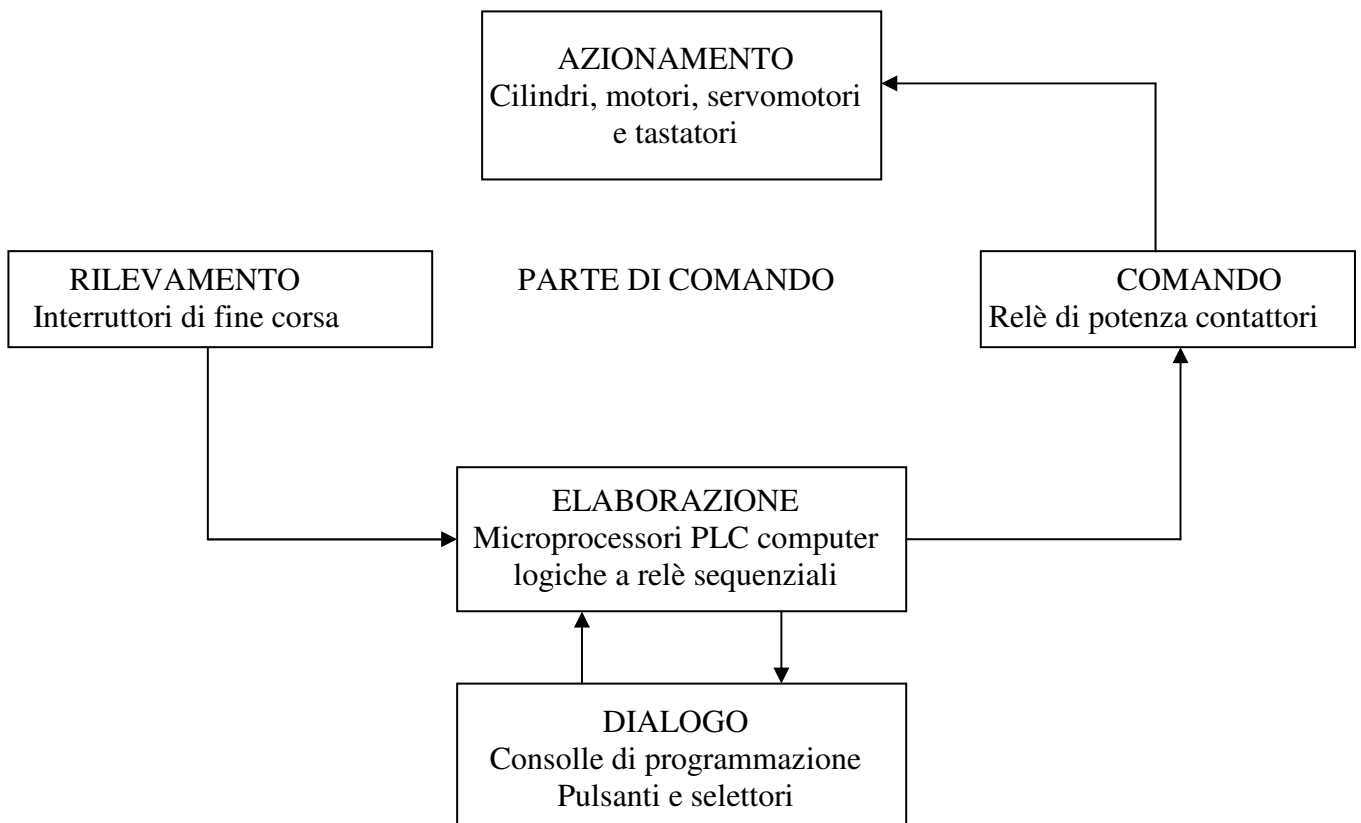 AZIONAMENTO
Cilindri, motori, servomotori
e tastatori
RILEVAMENTO
Interruttori di fine corsa
PARTE DI COMANDO
COMANDO
Relè di potenza contattori
ELABORAZIONE
Microprocessori PLC computer
logiche a relè sequenziali
DIALOGO
Consolle di programmazione
Pulsanti e selettori